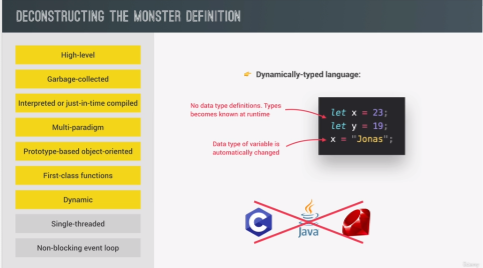 DECONSTRUCTING THE MONSTER DEFINITION
High-level
Garbage-collected
Interpreted or just-in-time compiled
Multi-paradigm
Prototype-based object-oriented
First-class functions
Dynamic
Single-threaded
Non-blocking event loop
👉 Dynamically-typed language:
No data type definitions. Types
becomes known at runtime
Data type of variable is
automatically changed
let x = 23;
let y = 19;
x = "Jonas";
C
Java